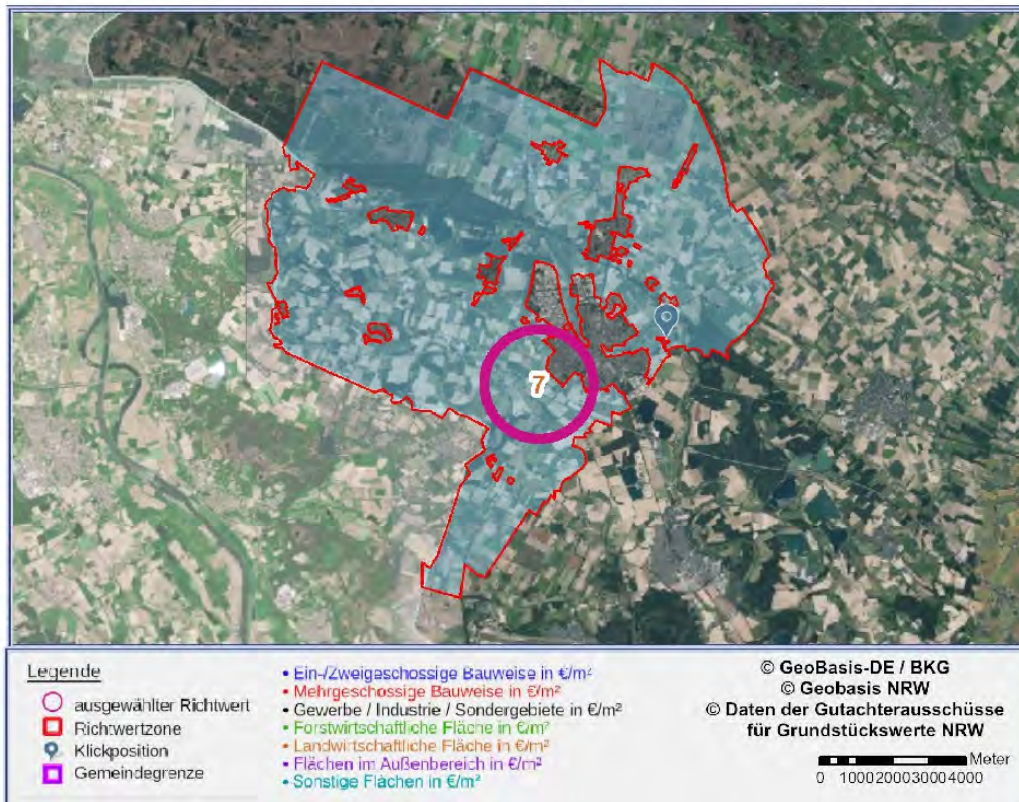 7
Legende
ausgewählter Richtwert
Richtwertzone
Klickposition
Gemeindegrenze
• Ein-/Zweigeschossige Bauweise in €/m²
• Mehrgeschossige Bauweise in €/m²
• Gewerbe / Industrie / Sondergebiete in €/m²
• Forstwirtschaftliche Fläche in €/m²
• Landwirtschaftliche Fläche in €/m²
• Flächen im Außenbereich in €/m²
• Sonstige Flächen in €/m²
© GeoBasis-DE / BKG
© Geobasis NRW
© Daten der Gutachterausschüsse
für Grundstückswerte NRW
Meter
0 1000 2000 3000 4000